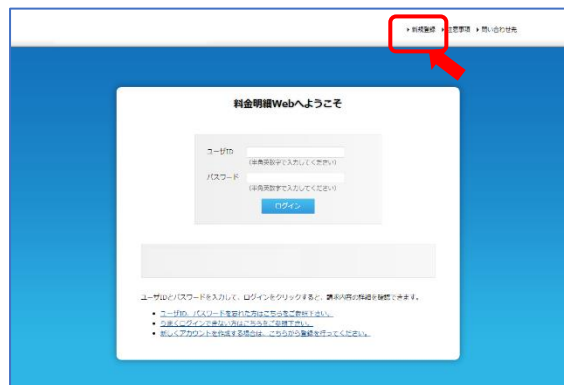 新規登録 注意事項 問い合わせ先
料金明細Webへようこそ
ユーザID
(半角英数字で入力してください)
パスワード
(半角英数字で入力してください)
ログイン
ユーザIDとパスワードを入力して、ログインをクリックすると、請求内容の詳細を確認できます。
ユーザID、パスワードを忘れた方はこちらをご参照下さい。
うまくログインできない方はこちらをご参照下さい。
新しくアカウントを作成する場合は、こちらから登録を行ってください。